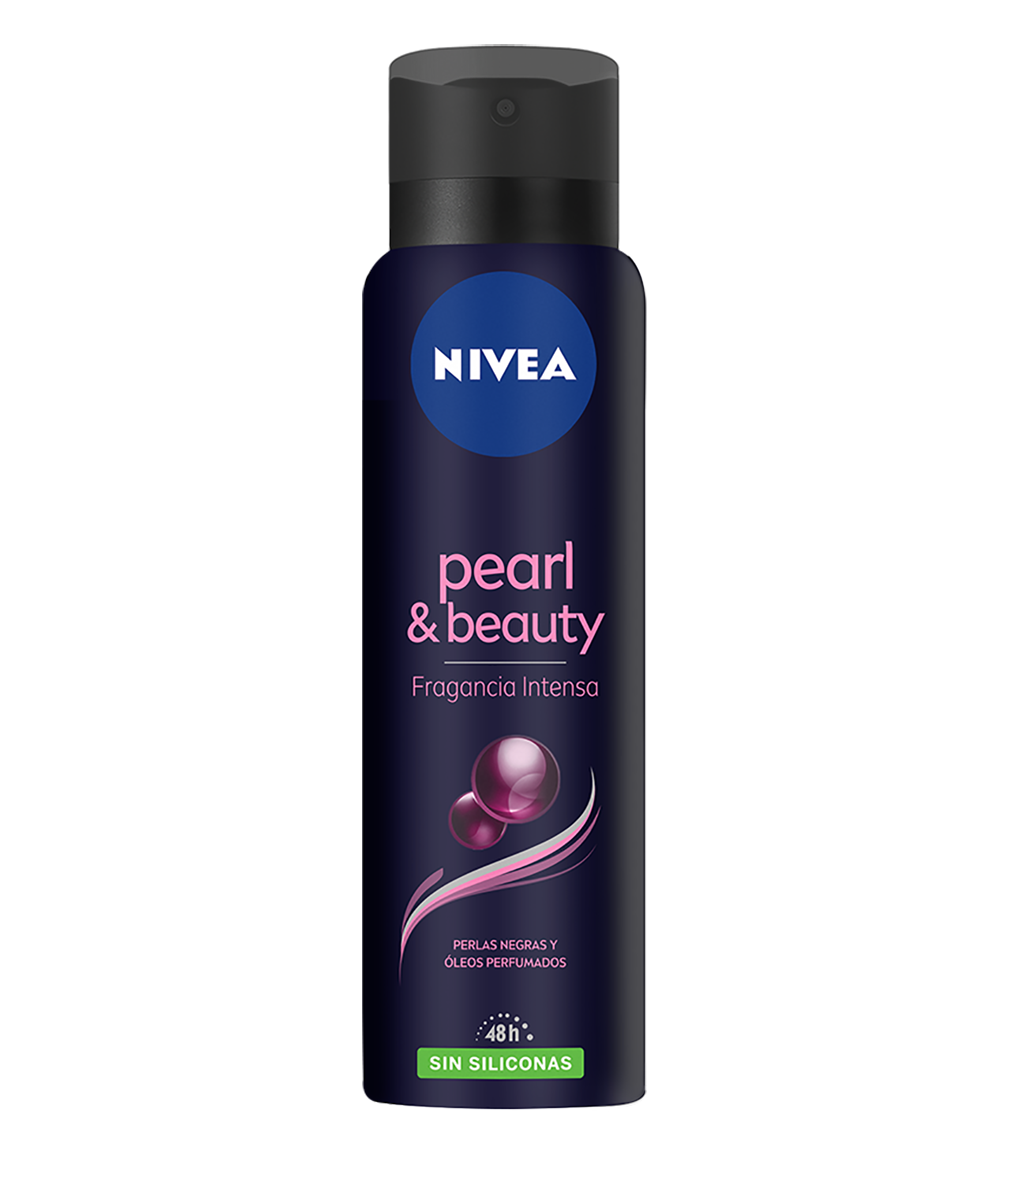 NIVEA
pearl
& beauty
Fragancia Intensa
PERLAS NEGRAS Y
ÓLEOS PERFUMADOS
48h
SIN SILICONAS